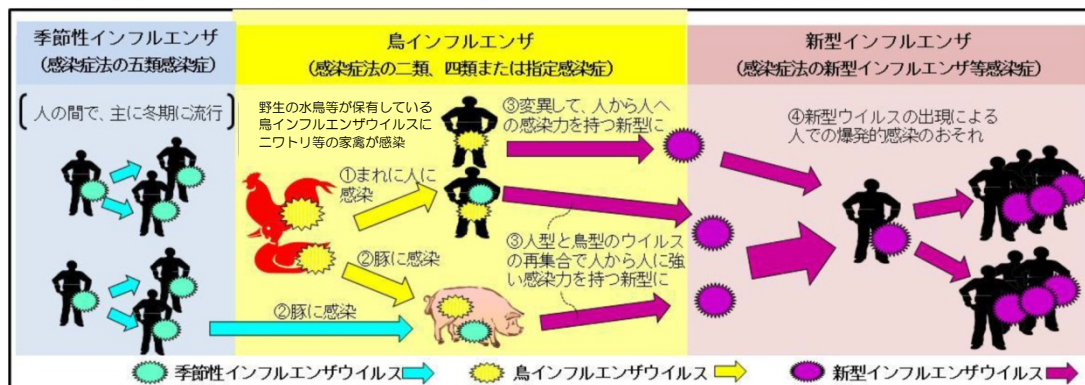 季節性インフルエンザ
(感染症法の五類感染症)
人の間で、主に冬期に流行
鳥インフルエンザ
(感染症法の二類、四類または指定感染症)
野生の水鳥等が保有している
鳥インフルエンザウイルスに
ニワトリ等の家禽が感染
①まれに人に
感染
②豚に感染
②豚に感染
③変異して、人から人へ
の感染力を持つ新型に
③人型と鳥型のウイルス
の再集合で人から人に強
い感染力を持つ新型に
新型インフルエンザ
(感染症法の新型インフルエンザ等感染症)
④新型ウイルスの出現による
人での爆発的感染のおそれ
季節性インフルエンザウイルス
鳥インフルエンザウイルス
新型インフルエンザウイルス